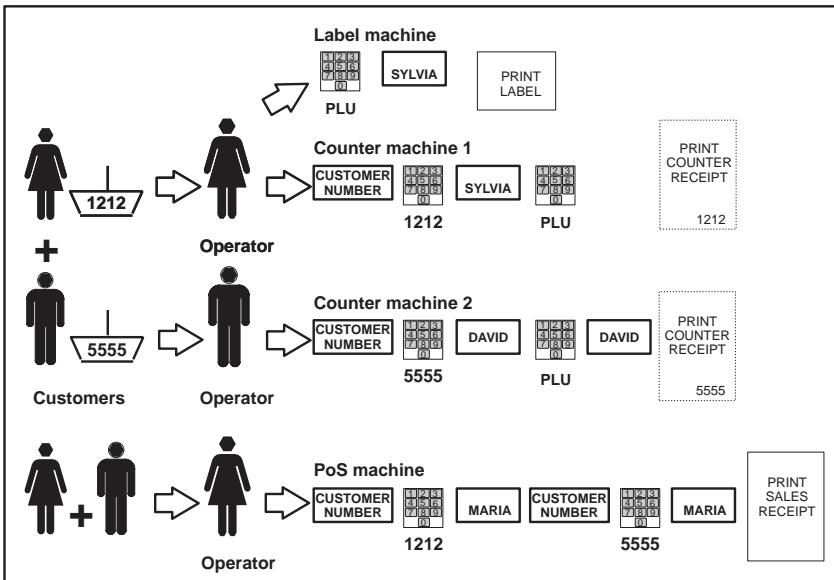 Label machine
1 2 3
4 5 6
7 8 9
0
SYLVIA
PRINT
LABEL
PLU
1212
Operator
Counter machine 1
CUSTOMER
NUMBER
1 2 3
4 5 6
7 8 9
0
1212
SYLVIA
1 2 3
4 5 6
7 8 9
0
PLU
PRINT
COUNTER
RECEIPT
1212
+
5555
Customers
Operator
Counter machine 2
CUSTOMER
NUMBER
1 2 3
4 5 6
7 8 9
0
5555
DAVID
1 2 3
4 5 6
7 8 9
0
PLU
DAVID
PRINT
COUNTER
RECEIPT
5555
+
Operator
PoS machine
CUSTOMER
NUMBER
1 2 3
4 5 6
7 8 9
0
1212
MARIA
CUSTOMER
NUMBER
1 2 3
4 5 6
7 8 9
0
5555
MARIA
PRINT
SALES
RECEIPT